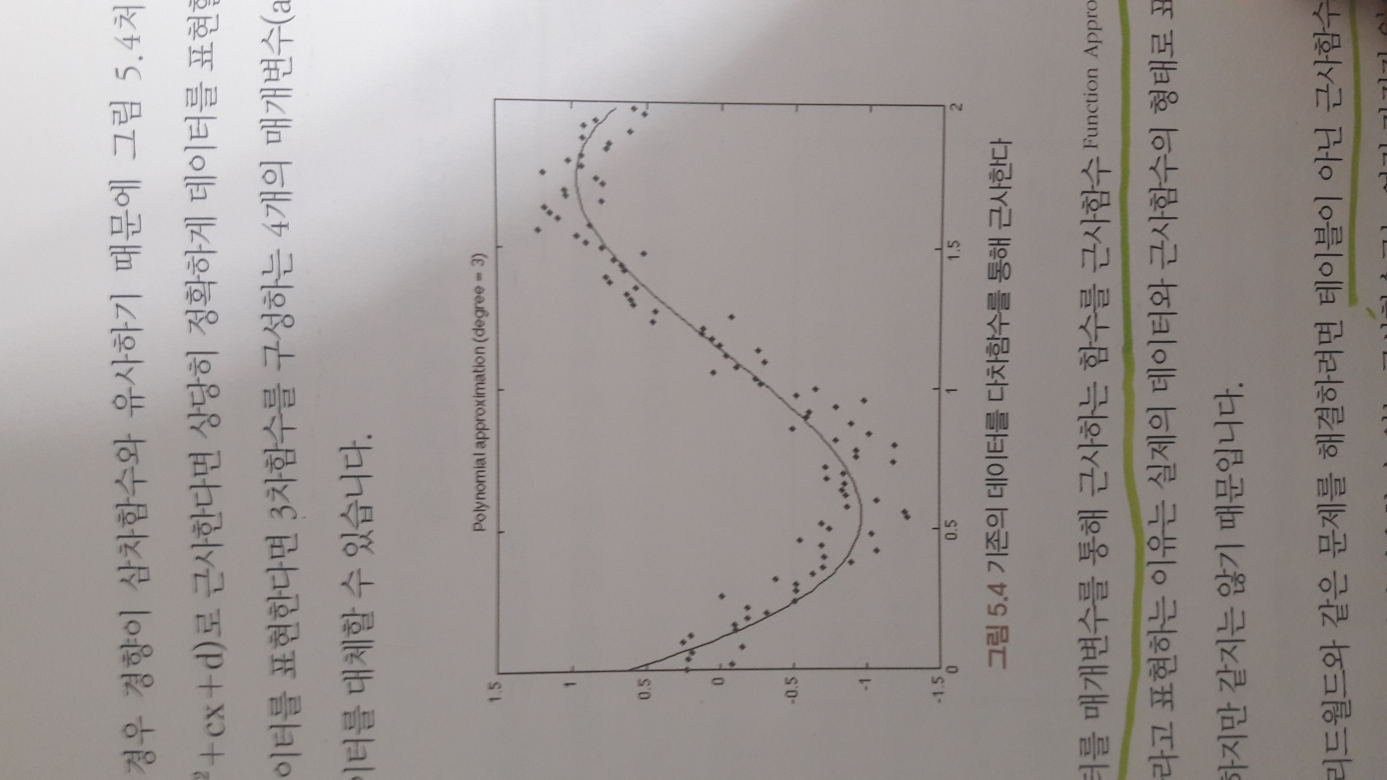 경우 경향이 삼차함수와 유사하기 때문에 그림 5.4처
² + cx + d)로 근사한다면 상당히 정확하게 데이터를 표현할
이터를 표현한다면 3차함수를 구성하는 4개의 매개변수(a
이터를 대체할 수 있습니다.
Polynomial approximation (degree = 3)
1.5
1
0.5
0
-0.5
-1
-1.5
0 0.5 1 1.5 2
그림 5.4 기존의 데이터를 다차함수를 통해 근사한다
터를 매개변수를 통해 근사하는 함수를 근사함수 Function Appro
라고 표현하는 이유는 실제의 데이터와 근사함수의 형태로 표
하지만 같지는 않기 때문입니다.
리드월드와 같은 문제를 해결하려면 테이블이 아닌 근사함수